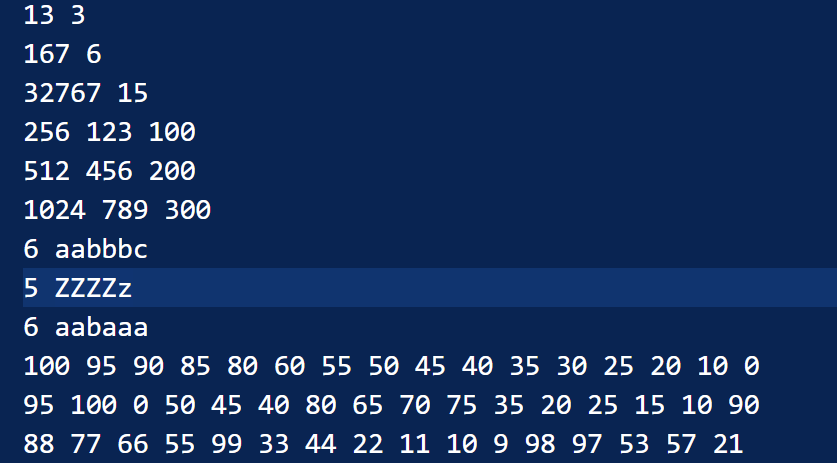 13 3
167 6
32767 15
256 123 100
512 456 200
1024 789 300
6 aabbbc
5 ZZZZz
6 aabaaa
100 95 90 85 80 60 55 50 45 40 35 30 25 20 10 0
95 100 0 50 45 40 80 65 70 75 35 20 25 15 10 90
88 77 66 55 99 33 44 22 11 10 9 98 97 53 57 21